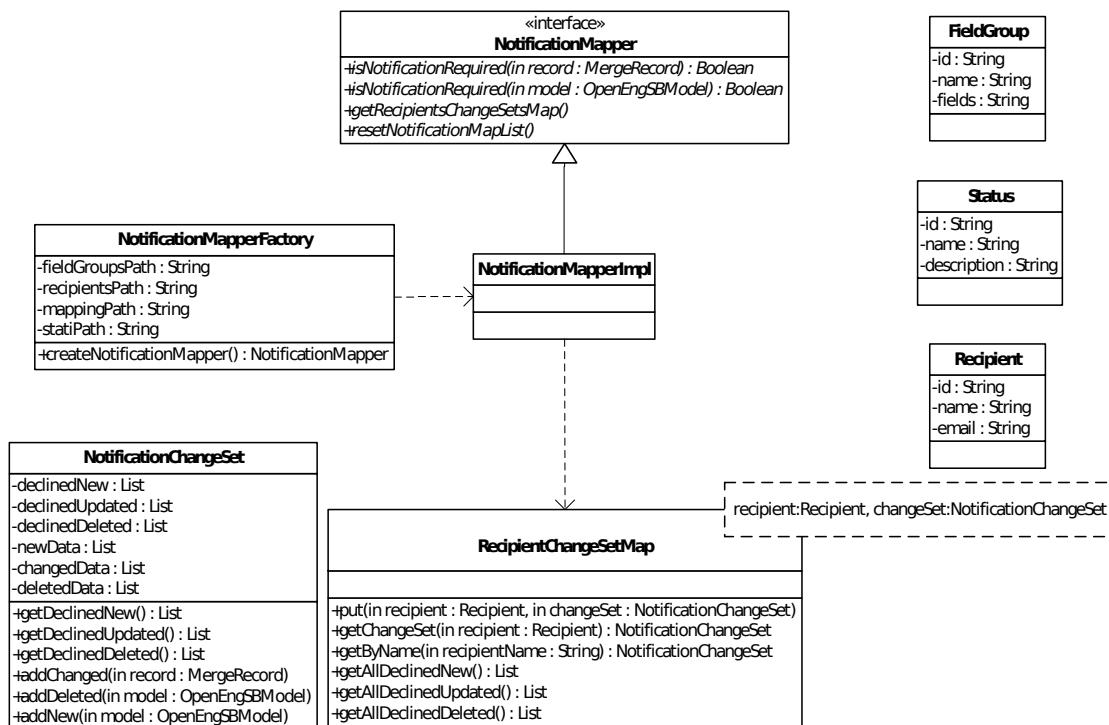 «interface»
NotificationMapper
+isNotificationRequired(in record : MergeRecord) : Boolean
+isNotificationRequired(in model : OpenEngSBModel) : Boolean
+getRecipientsChangeSetsMap()
+resetNotificationMapList()
FieldGroup
-id : String
-name : String
-fields : String
Status
-id : String
-name : String
-description : String
NotificationMapperFactory
-fieldGroupsPath : String
-recipientsPath : String
-mappingPath : String
-statiPath : String
+createNotificationMapper() : NotificationMapper
NotificationMapperImpl
Recipient
-id : String
-name : String
-email : String
NotificationChangeSet
-declinedNew : List
-declinedUpdated : List
-declinedDeleted : List
-newData : List
-changedData : List
-deletedData : List
+getDeclinedNew() : List
+getDeclinedUpdated() : List
+getDeclinedDeleted() : List
+addChanged(in record : MergeRecord)
+addDeleted(in model : OpenEngSBModel)
+addNew(in model : OpenEngSBModel)
recipient:Recipient, changeSet:NotificationChangeSet
RecipientChangeSetMap
+put(in recipient : Recipient, in changeSet : NotificationChangeSet)
+getChangeSet(in recipient : Recipient) : NotificationChangeSet
+getByName(in recipientName : String) : NotificationChangeSet
+getAllDeclinedNew() : List
+getAllDeclinedUpdated() : List
+getAllDeclinedDeleted() : List